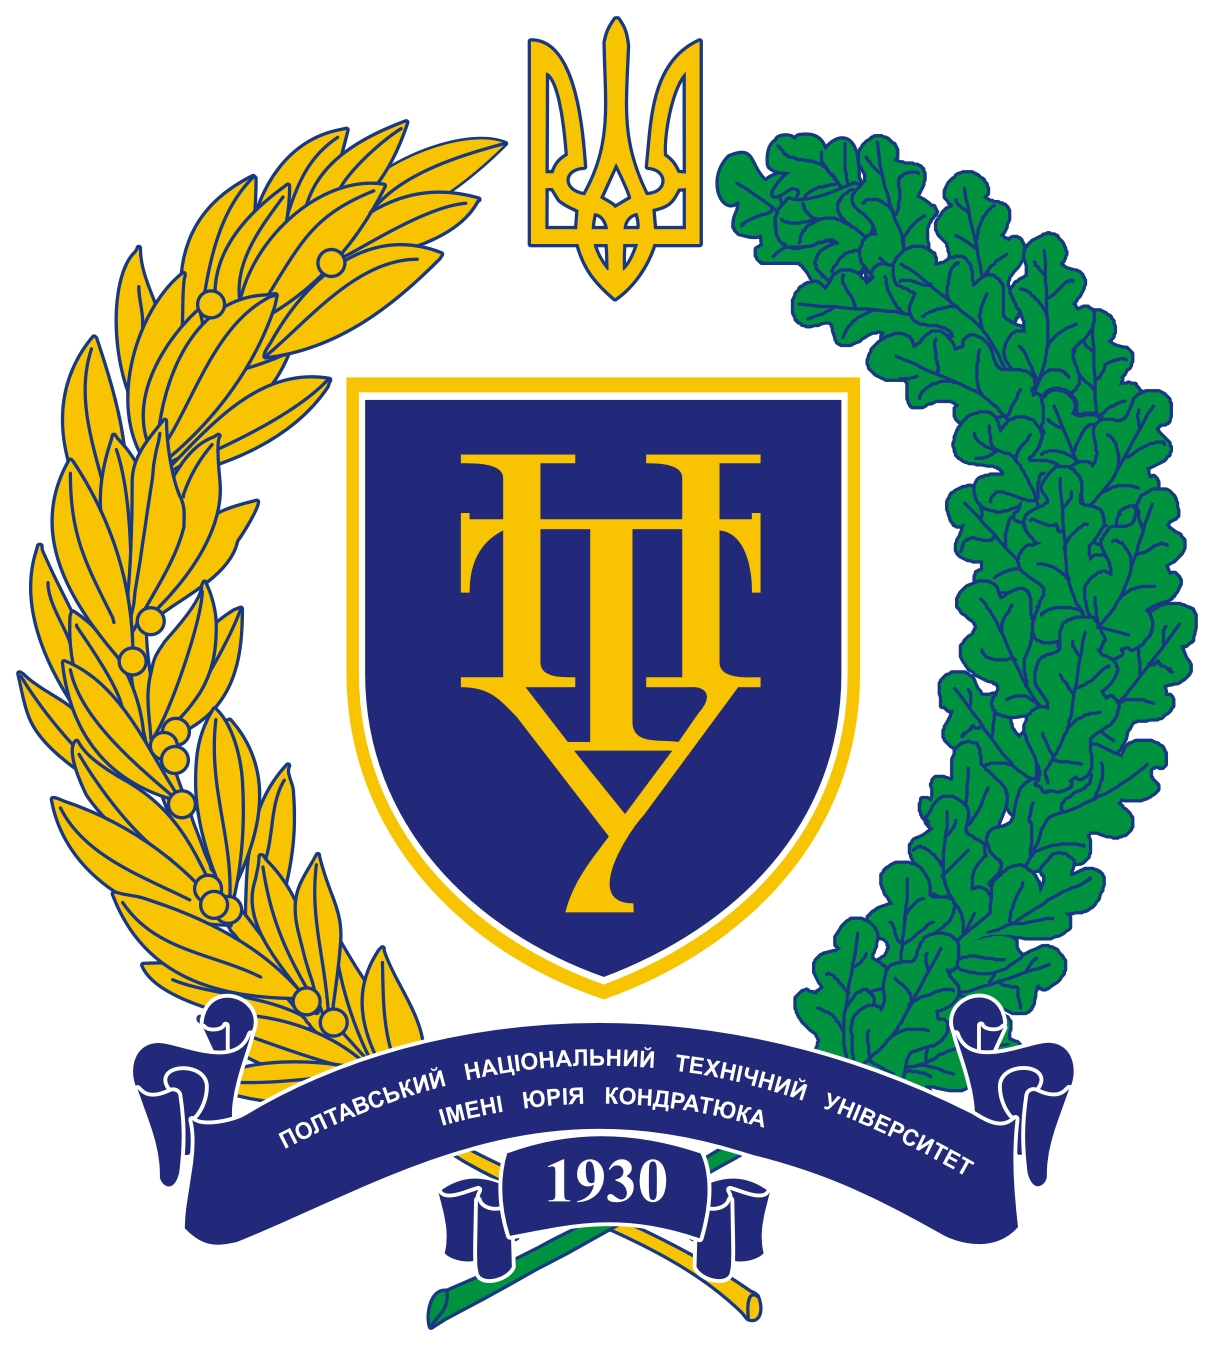 ПОЛТАВСЬКИЙ НАЦІОНАЛЬНИЙ ТЕХНІЧНИЙ УНІВЕРСИТЕТ
ІМЕНІ ЮРІЯ КОНДРАТЮКА
1930